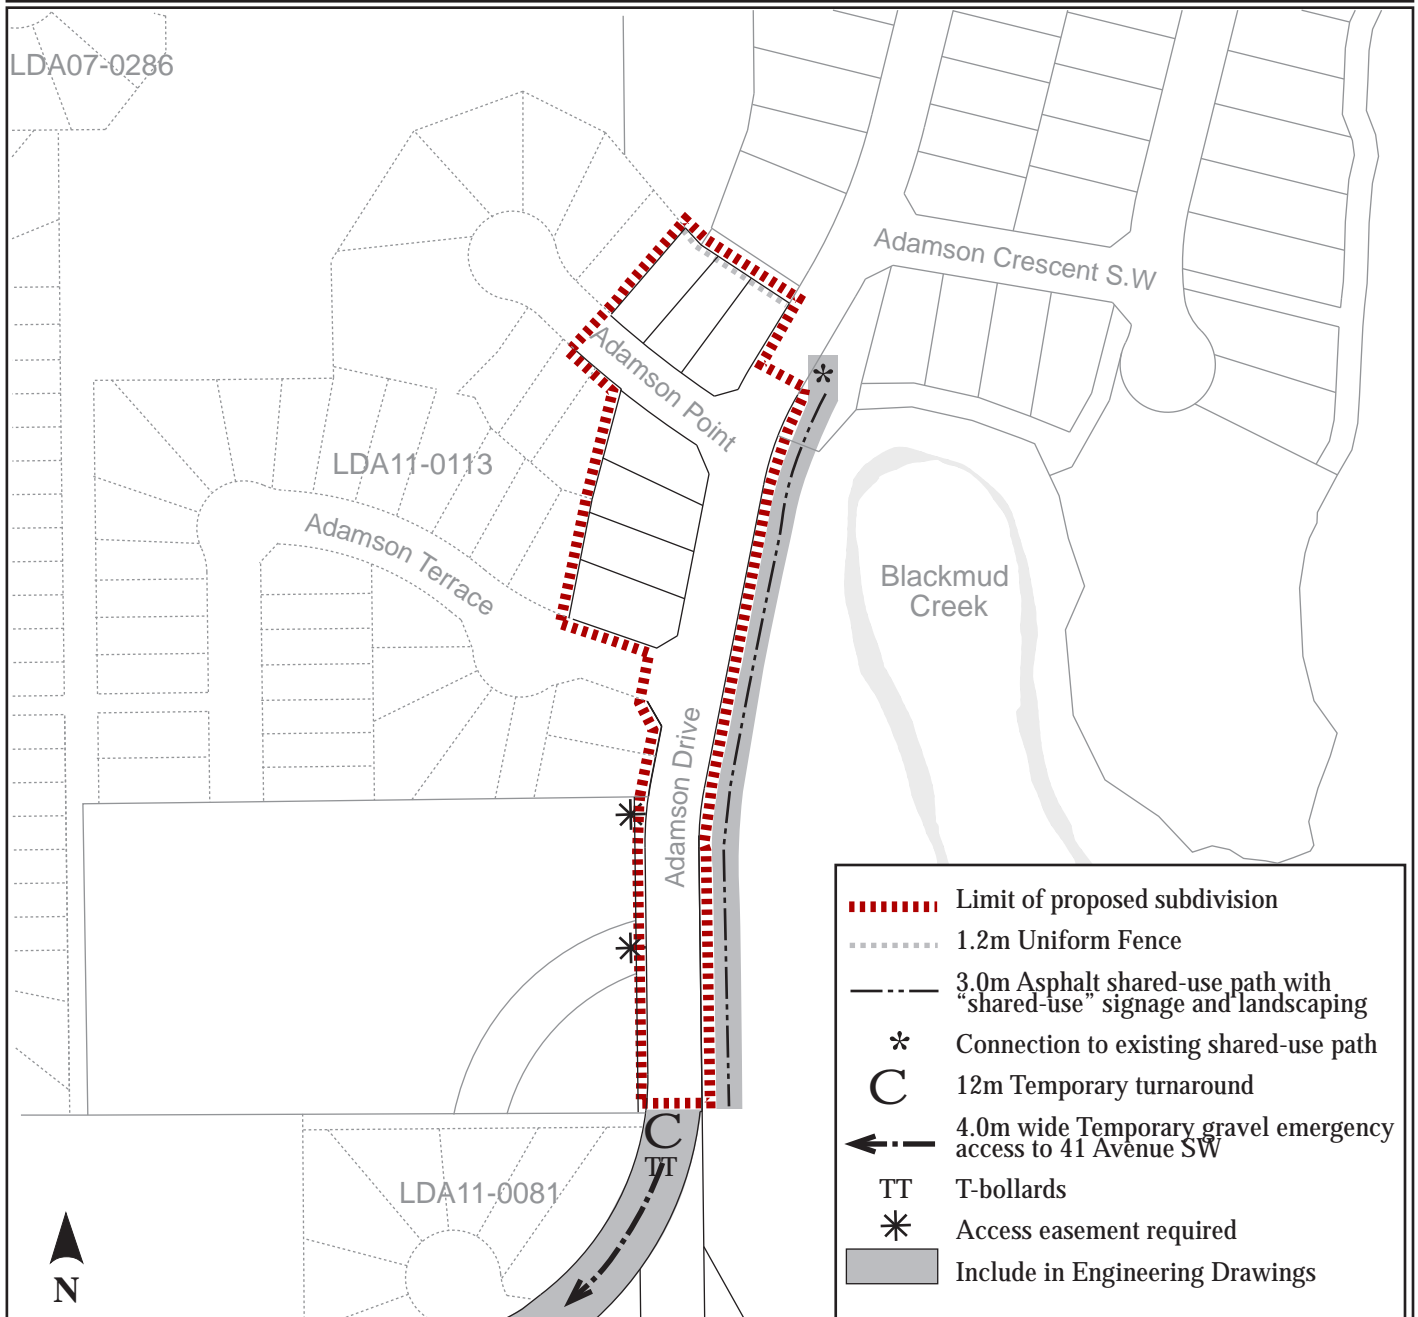 LDA07-0286
Adamson Crescent S.W
Adamson Point
LDA11-0113
Adamson Terrace
Blackmud
Creek
Adamson Drive
Limit of proposed subdivision
1.2m Uniform Fence
3.0m Asphalt shared-use path with
“shared-use” signage and landscaping
* Connection to existing shared-use path
C 12m Temporary turnaround
4.0m wide Temporary gravel emergency
access to 41 Avenue SW
TT T-bollards
Access easement required
Include in Engineering Drawings
C
TT
LDA11-0081
N